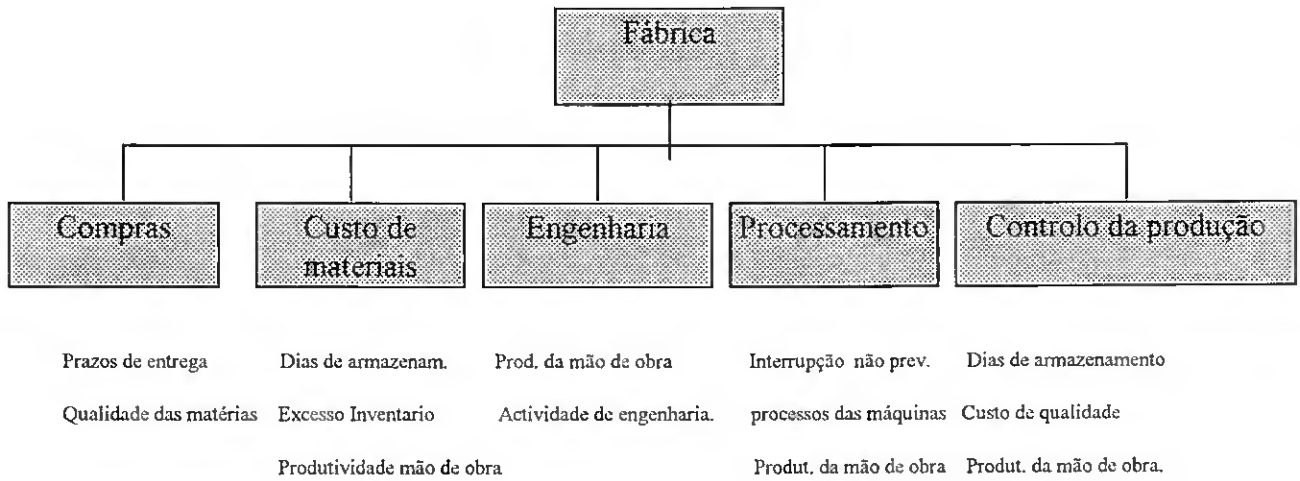 Fábrica
Compras
Custo de
materiais
Engenharia
Processamento
Controlo da produção
Prazos de entrega
Qualidade das matérias
Dias de armazenam.
Excesso Inventario
Produtividade mão de obra
Prod. da mão de obra
Actividade de engenharia.
Interrupção não prev.
processos das máquinas
Produt. da mão de obra
Dias de armazenamento
Custo de qualidade
Produt. da mão de obra.